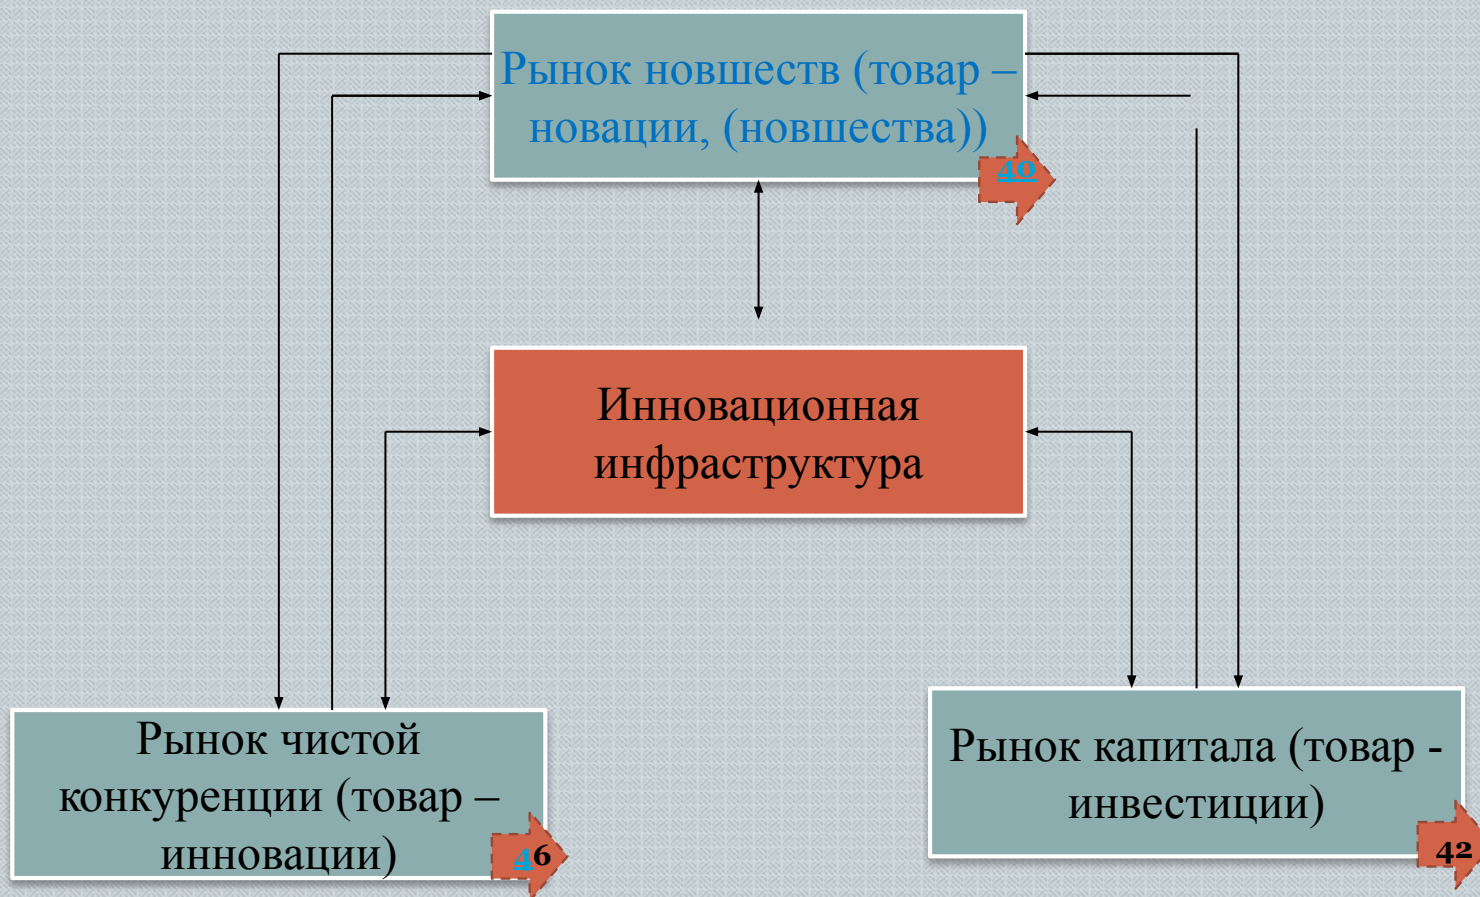 Рынок новшеств (товар –
новации, (новшества))
40
Инновационная
инфраструктура
Рынок чистой
конкуренции (товар –
инновации)
46
Рынок капитала (товар -
инвестиции)
42